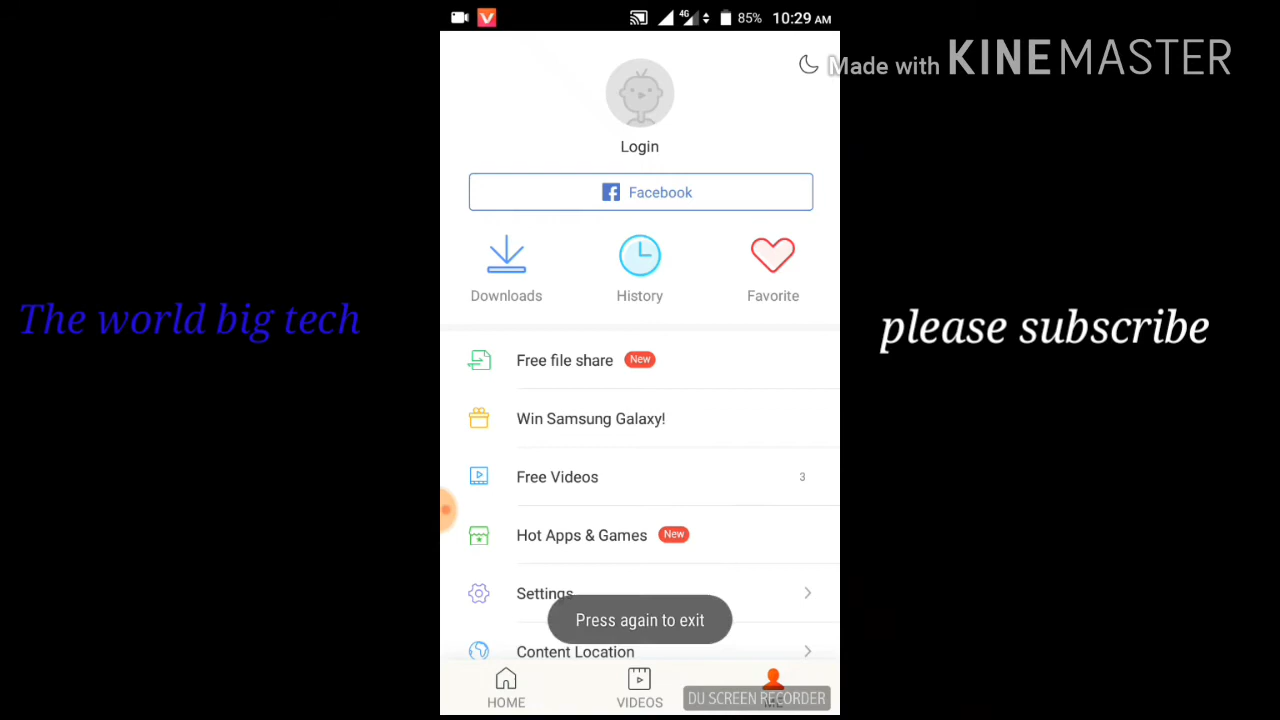 85% 10:29 AM
4G
Made with KINEMASTER
Login
Facebook
Downloads
History
Favorite
The world big tech
please subscribe
Free file share New
Win Samsung Galaxy!
Free Videos 3
Hot Apps & Games New
Settings
Press again to exit
Content Location
HOME
VIDEOS
DU SCREEN RECORDER